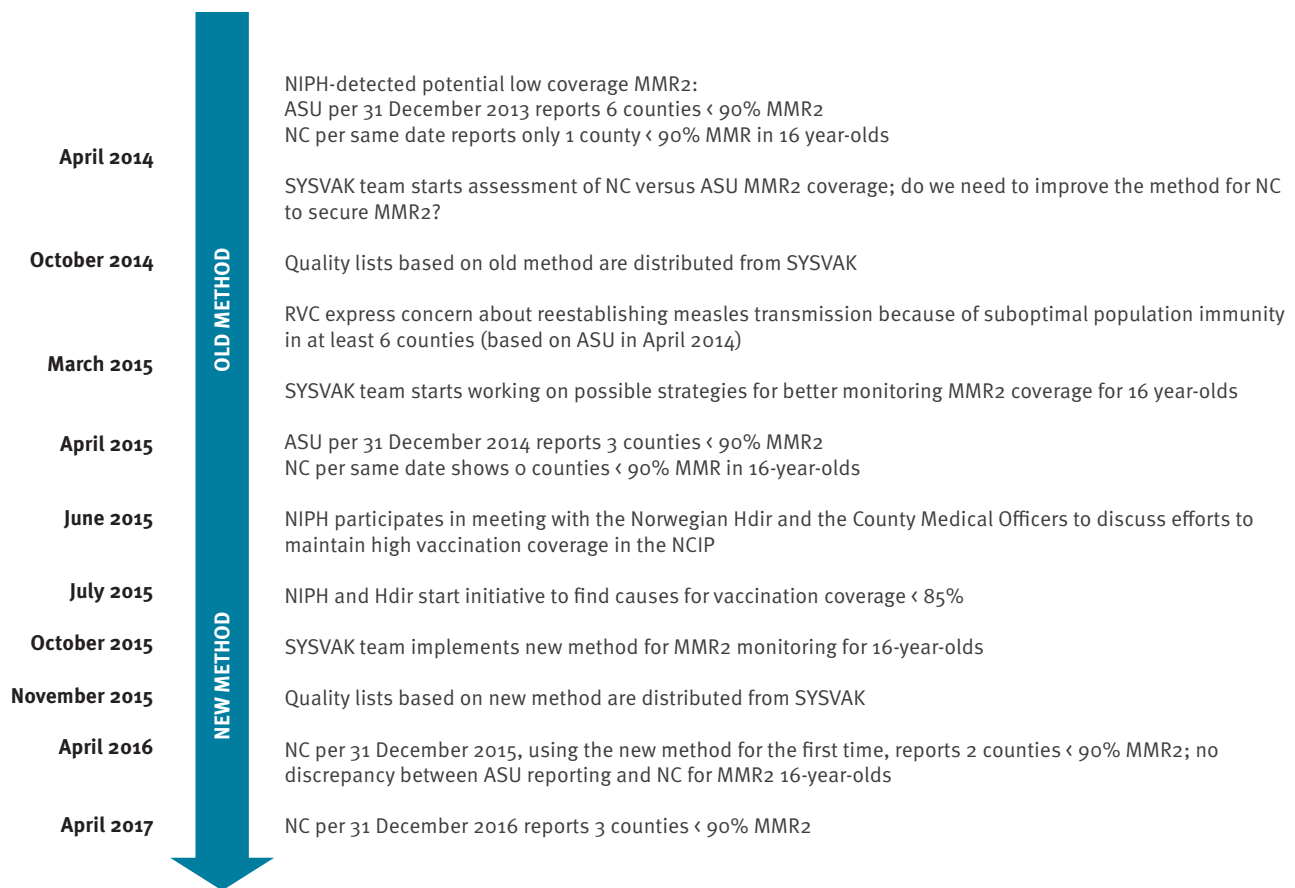 NIPH-detected potential low coverage MMR2:
ASU per 31 December 2013 reports 6 counties < 90% MMR2
NC per same date reports only 1 county < 90% MMR in 16 year-olds
April 2014
SYSVAK team starts assessment of NC versus ASU MMR2 coverage; do we need to improve the method for NC
to secure MMR2?
October 2014
Quality lists based on old method are distributed from SYSVAK
OLD METHOD
RVC express concern about reestablishing measles transmission because of suboptimal population immunity
in at least 6 counties (based on ASU in April 2014)
March 2015
SYSVAK team starts working on possible strategies for better monitoring MMR2 coverage for 16 year-olds
April 2015
ASU per 31 December 2014 reports 3 counties < 90% MMR2
NC per same date shows 0 counties < 90% MMR in 16-year-olds
June 2015
NIPH participates in meeting with the Norwegian Hdir and the County Medical Officers to discuss efforts to
maintain high vaccination coverage in the NCIP
July 2015
NIPH and Hdir start initiative to find causes for vaccination coverage < 85%
October 2015
SYSVAK team implements new method for MMR2 monitoring for 16-year-olds
NEW METHOD
November 2015
Quality lists based on new method are distributed from SYSVAK
April 2016
NC per 31 December 2015, using the new method for the first time, reports 2 counties < 90% MMR2; no
discrepancy between ASU reporting and NC for MMR2 16-year-olds
April 2017
NC per 31 December 2016 reports 3 counties < 90% MMR2